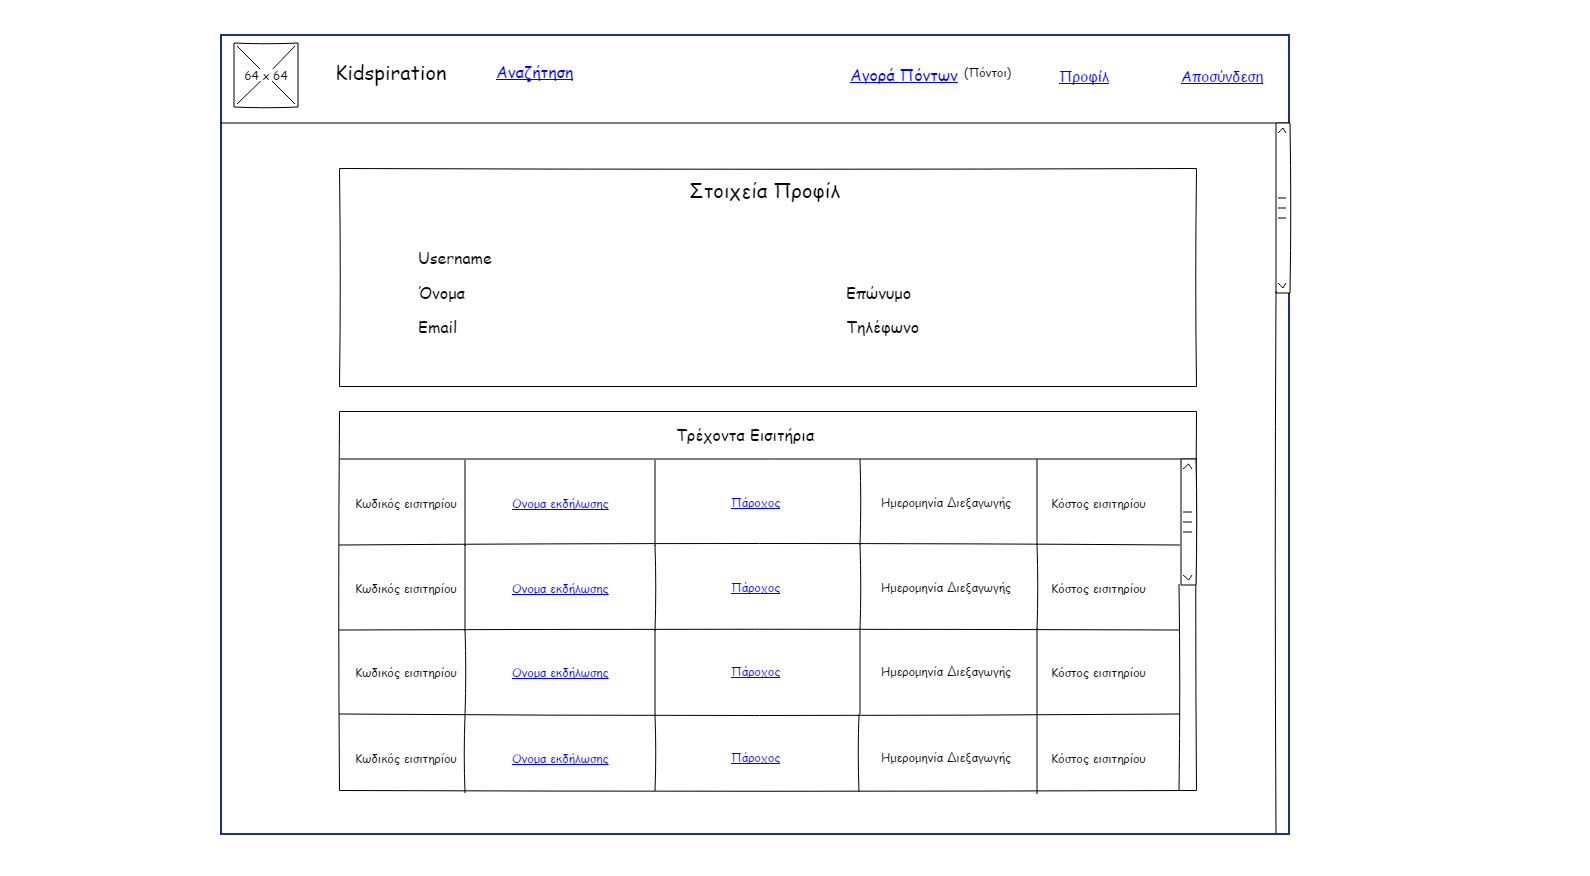 64 x 64 Kidspiration Αναζήτηση Αγορά Πόντων (Πόντοι) Προφίλ Αποσύνδεση
Στοιχεία Προφίλ
Username
Όνομα Επώνυμο
Email Τηλέφωνο
Τρέχοντα Εισιτήρια
Κωδικός εισιτηρίου Ονομα εκδήλωσης Πάροχος Ημερομηνία Διεξαγωγής Κόστος εισιτηρίου
Κωδικός εισιτηρίου Ονομα εκδήλωσης Πάροχος Ημερομηνία Διεξαγωγής Κόστος εισιτηρίου
Κωδικός εισιτηρίου Ονομα εκδήλωσης Πάροχος Ημερομηνία Διεξαγωγής Κόστος εισιτηρίου
Κωδικός εισιτηρίου Ονομα εκδήλωσης Πάροχος Ημερομηνία Διεξαγωγής Κόστος εισιτηρίου